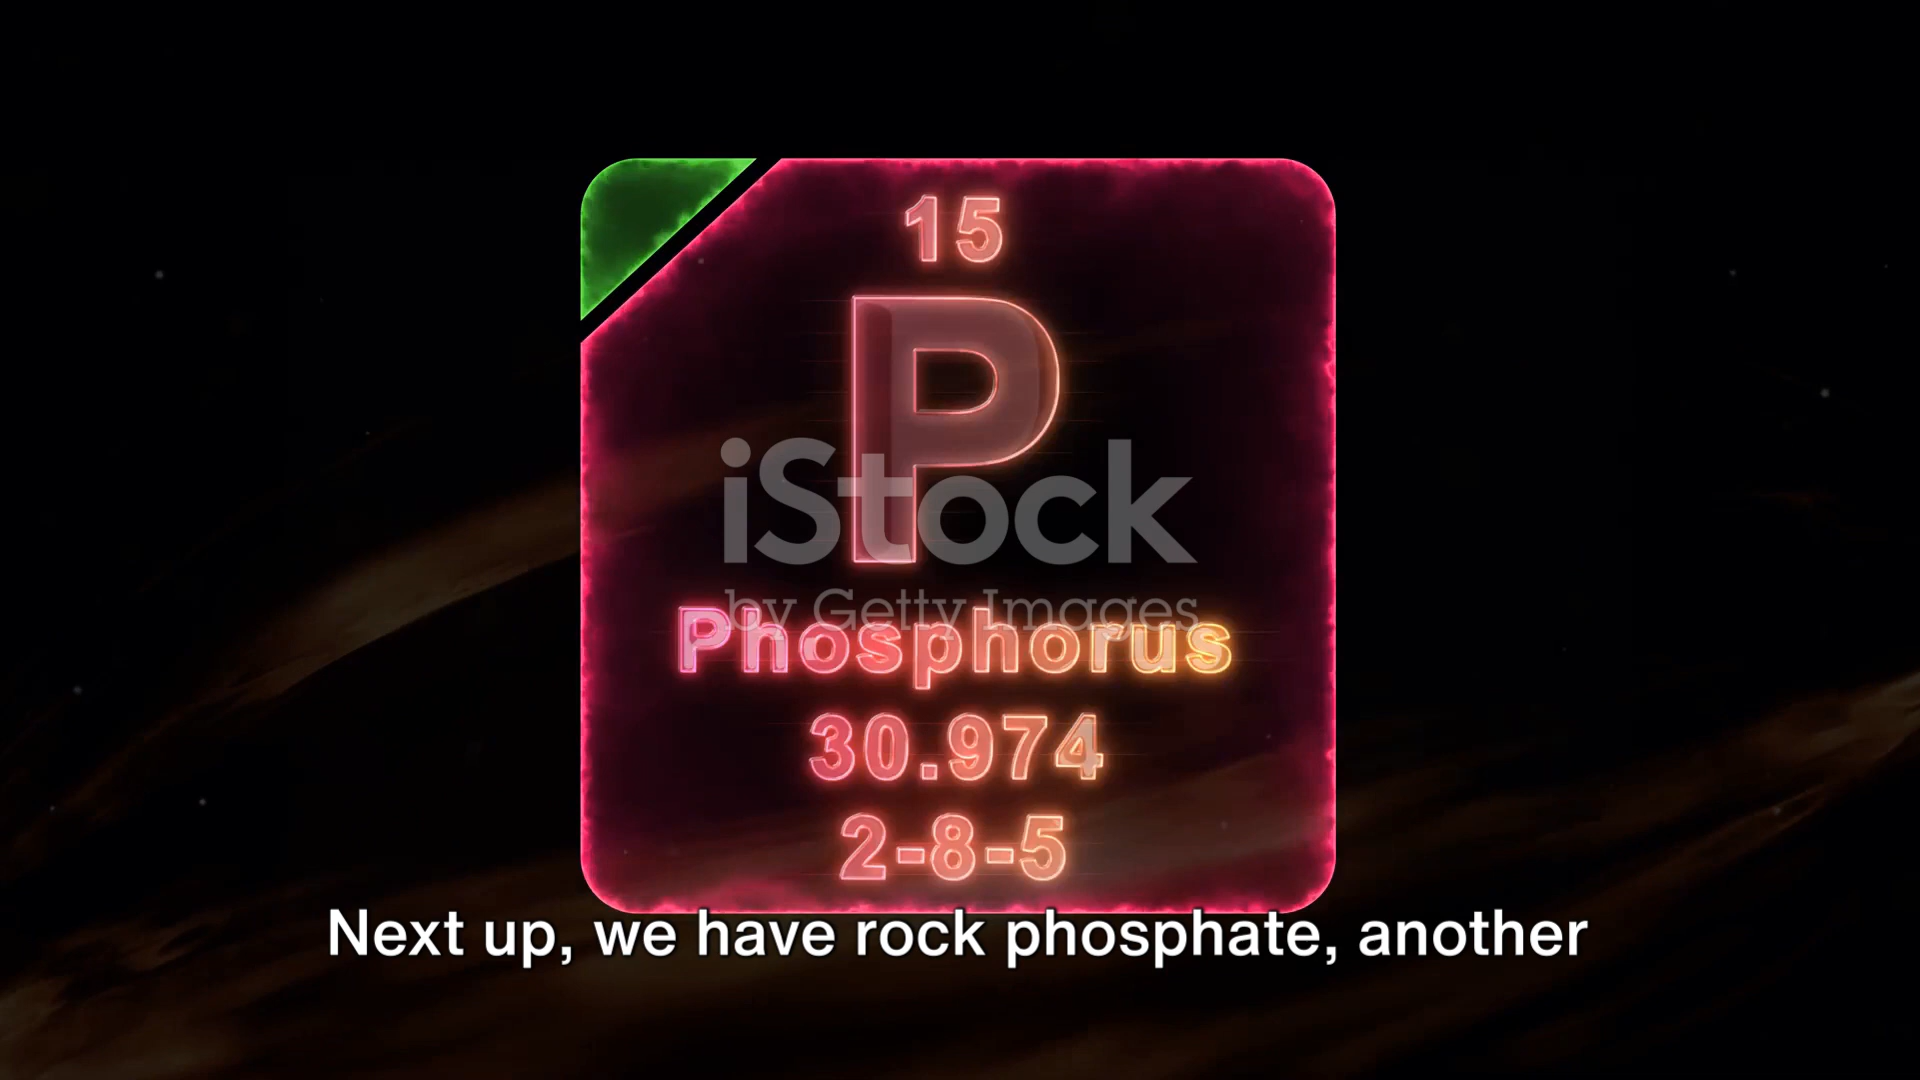 15
P
iStock
by Getty Images
Phosphorus
30.974
2-8-5
Next up, we have rock phosphate, another